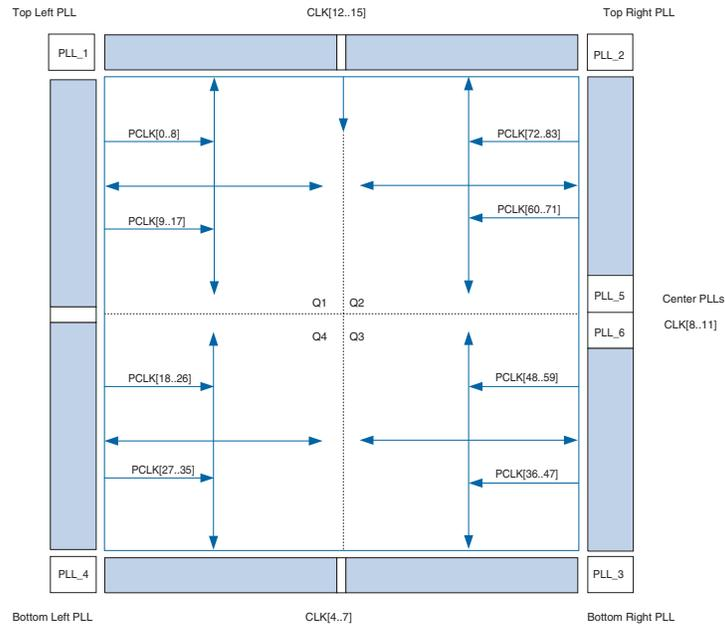 Top Left PLL
CLK[12..15]
Top Right PLL
PLL_1
PLL_2
PCLK[0..8]
PCLK[72..83]
PCLK[9..17]
PCLK[60..71]
Q1
Q2
PLL_5
Center PLLs
Q4
Q3
PLL_6
CLK[8..11]
PCLK[18..26]
PCLK[48..59]
PCLK[27..35]
PCLK[36..47]
PLL_4
PLL_3
Bottom Left PLL
CLK[4..7]
Bottom Right PLL